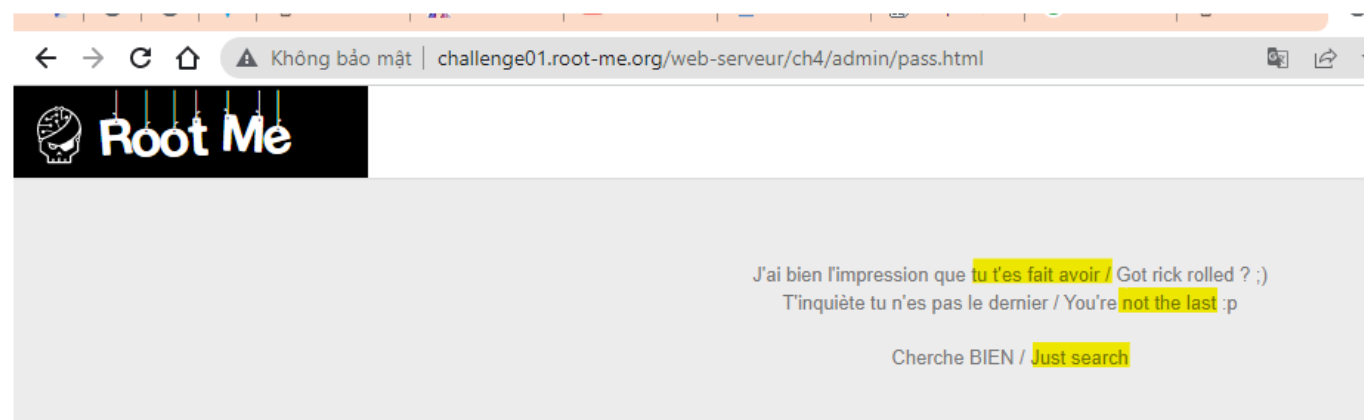 Không bảo mật | challenge01.root-me.org/web-serveur/ch4/admin/pass.html
Root Me
J'ai bien l'impression que tu t'es fait avoir / Got rick rolled ? ;)
T'inquiète tu n'es pas le dernier / You're not the last :p
Cherche BIEN / Just search